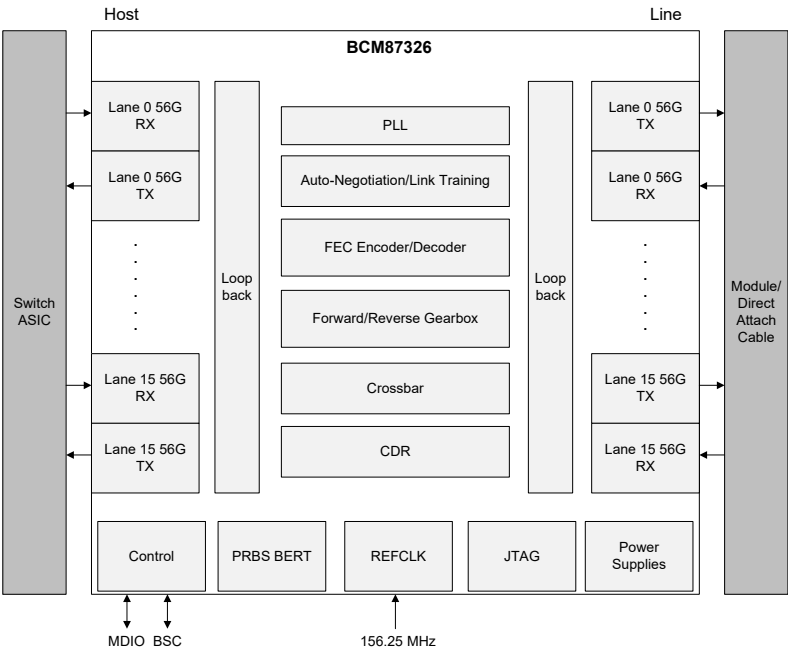 Host
Line
BCM87326
Switch
ASIC
Lane 0 56G
RX
Lane 0 56G
TX
Lane 15 56G
RX
Lane 15 56G
TX
Loop
back
PLL
Auto-Negotiation/Link Training
FEC Encoder/Decoder
Forward/Reverse Gearbox
Crossbar
CDR
Loop
back
Lane 0 56G
TX
Lane 0 56G
RX
Lane 15 56G
TX
Lane 15 56G
RX
Module/
Direct
Attach
Cable
Control
PRBS BERT
REFCLK
JTAG
Power
Supplies
MDIO BSC
156.25 MHz